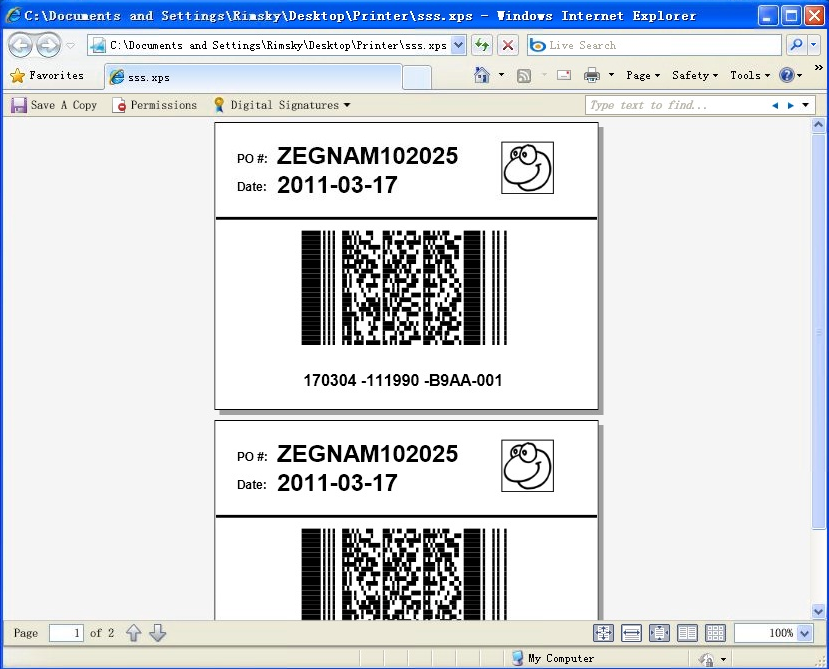 C:\Documents and Settings\Rimsky\Desktop\Printer\sss.xps - Windows Internet Explorer
C:\Documents and Settings\Rimsky\Desktop\Printer\sss.xps
Live Search
Favorites
sss.xps
Page
Safety
Tools
Save A Copy
Permissions
Digital Signatures
Type text to find...
PO #: ZEGNAM102025
Date: 2011-03-17
170304 -111990 -B9AA-001
PO #: ZEGNAM102025
Date: 2011-03-17
Page 1 of 2
100%
My Computer